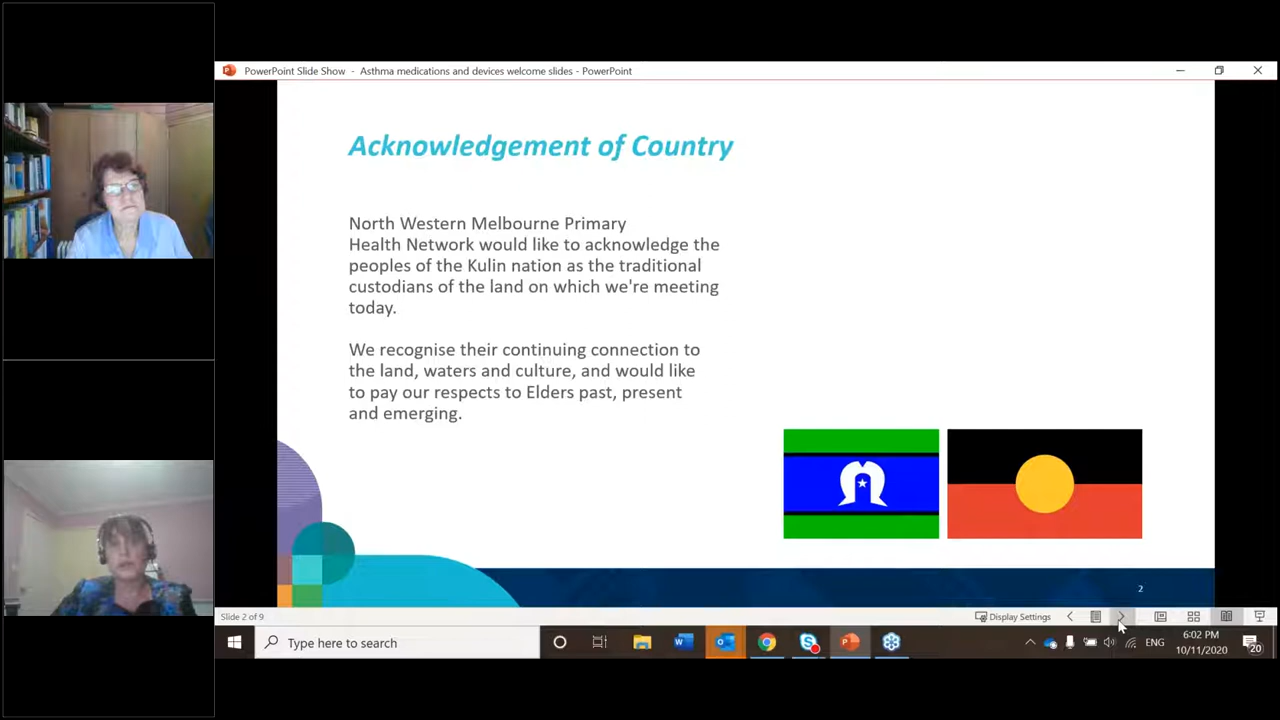 PowerPoint Slide Show - Asthma medications and devices welcome slides - PowerPoint
Acknowledgement of Country
North Western Melbourne Primary
Health Network would like to acknowledge the
peoples of the Kulin nation as the traditional
custodians of the land on which we're meeting
today.
We recognise their continuing connection to
the land, waters and culture, and would like
to pay our respects to Elders past, present
and emerging.
2
Slide 2 of 9
Display Settings
Type here to search
ENG
6:02 PM
10/11/2020
20